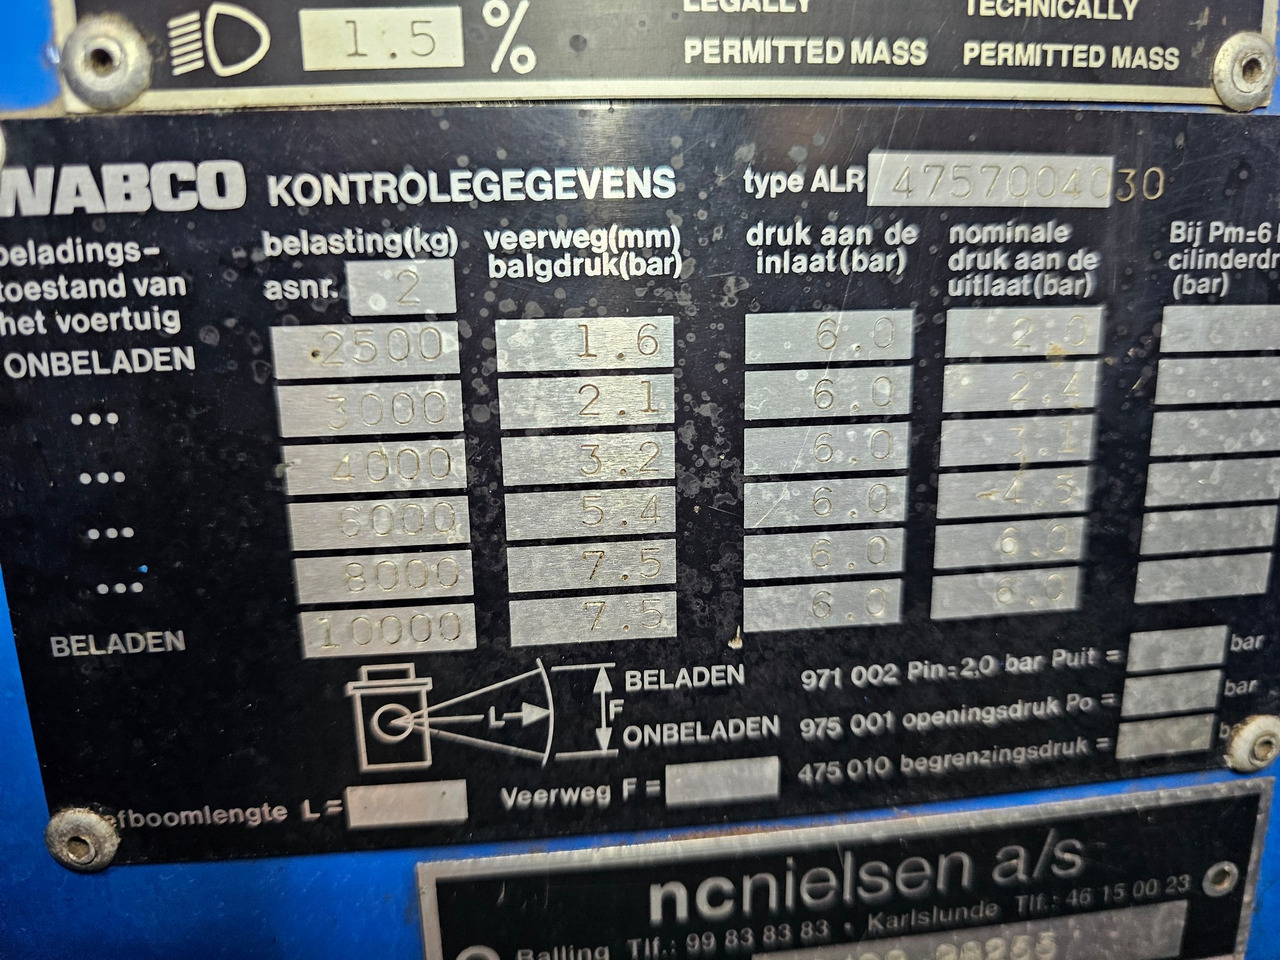 1.5 %
LEGALLY
PERMITTED MASS
TECHNICALLY
PERMITTED MASS
WABCO KONTROLEGEGEVENS type ALR 4757004030
beladings-
toestand van
het voertuig
belasting(kg)
asnr. 2
veerweg(mm)
balgdruk(bar)
druk aan de
inlaat(bar)
nominale
druk aan de
uitlaat(bar)
Bij Pm=6
cilinderdr
(bar)
ONBELADEN 2500 1.6 6.0 2.0
... 3000 2.1 6.0 2.4
... 4000 3.2 6.0 3.1
... 6000 5.4 6.0 4.5
... 8000 7.5 6.0 6.0
BELADEN 10000 7.5 6.0 6.0
L
F
BELADEN
ONBELADEN
971 002 Pin=2,0 bar Puit = bar
975 001 openingsdruk Po = bar
475 010 begrenzingsdruk = b
efboomlengte L=
Veerweg F =
ncnielsen a/s
Balling Tlf.: 99 83 83 83 · Karlslunde Tlf.: 46 15 00 23